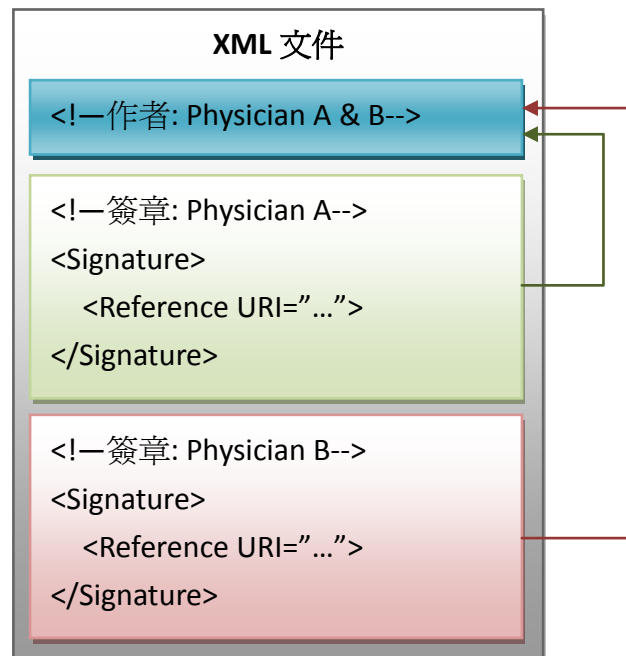 XML 文件
<!—作者: Physician A & B-->
<!—簽章: Physician A-->
<Signature>
<Reference URI=”…”>
</Signature>
<!—簽章: Physician B-->
<Signature>
<Reference URI=”…”>
</Signature>